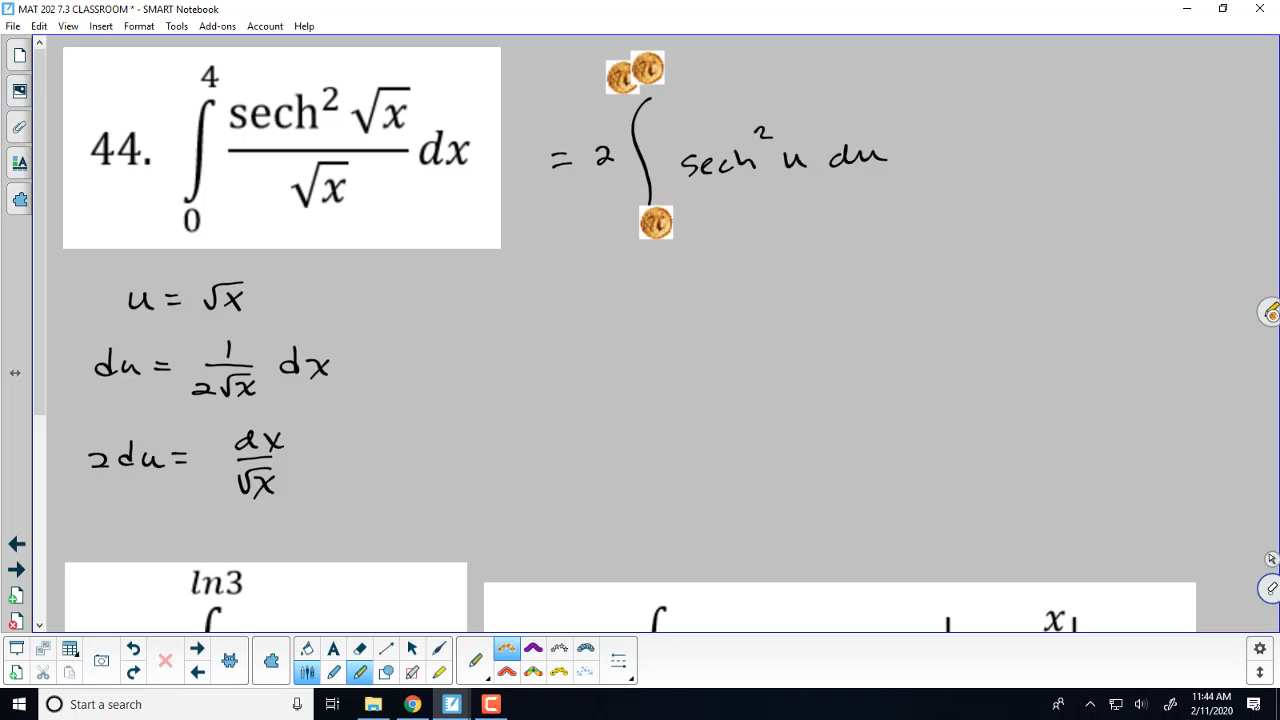 MAT 202 7.3 CLASSROOM * - SMART Notebook
File Edit View Insert Format Tools Add-ons Account Help
44. ∫₀⁴ sech² √x / √x dx
= 2 ∫ sech² u du
π π
π
u = √x
du = 1/(2√x) dx
2 du = dx/√x
ln3
∫
∫ | x |
A
Start a search
11:44 AM
2/11/2020